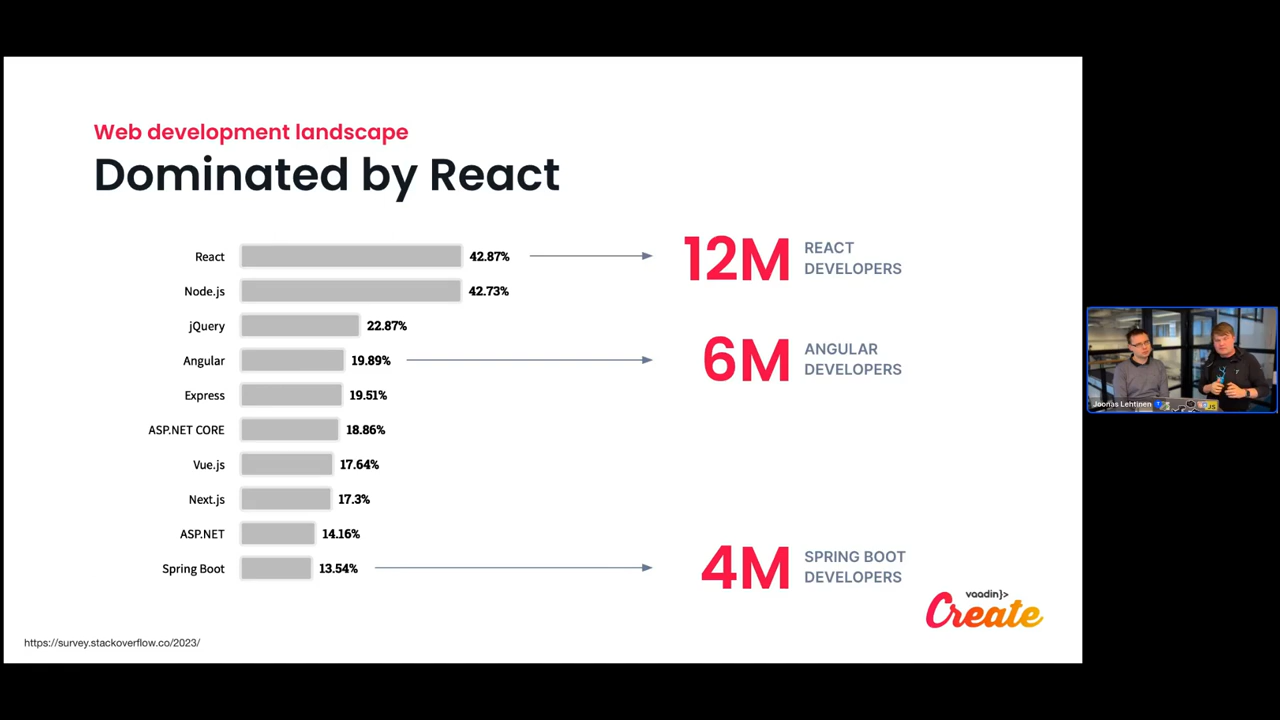 Web development landscape
Dominated by React
React 42.87%
Node.js 42.73%
jQuery 22.87%
Angular 19.89%
Express 19.51%
ASP.NET CORE 18.86%
Vue.js 17.64%
Next.js 17.3%
ASP.NET 14.16%
Spring Boot 13.54%
12M REACT
DEVELOPERS
6M ANGULAR
DEVELOPERS
4M SPRING BOOT
DEVELOPERS
vaadin}>
Create
https://survey.stackoverflow.co/2023/
Joonas Lehtinen
JS